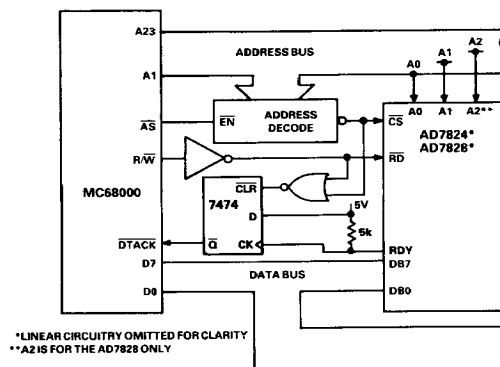 A23
ADDRESS BUS
A2
A1
A0
A1
AS
EN
ADDRESS
DECODE
CS
A0
A1
A2**
AD7824*
AD7828*
R/W
RD
MC68000
CLR
7474
5V
D
5k
DTACK
Q
CK
RDY
D7
DB7
DATA BUS
D0
DB0
*LINEAR CIRCUITRY OMITTED FOR CLARITY
**A2 IS FOR THE AD7828 ONLY